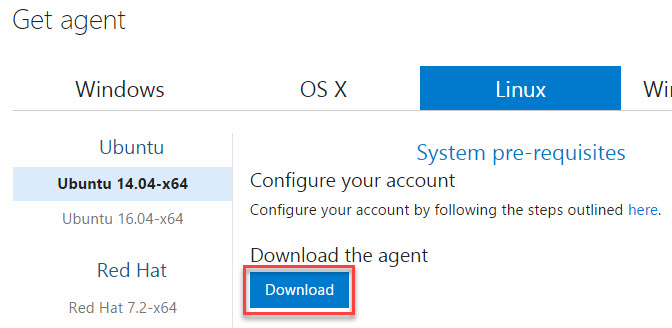 Get agent
Windows
OS X
Linux
Ubuntu
Ubuntu 14.04-x64
Ubuntu 16.04-x64
Red Hat
Red Hat 7.2-x64
System pre-requisites
Configure your account
Configure your account by following the steps outlined here.
Download the agent
Download